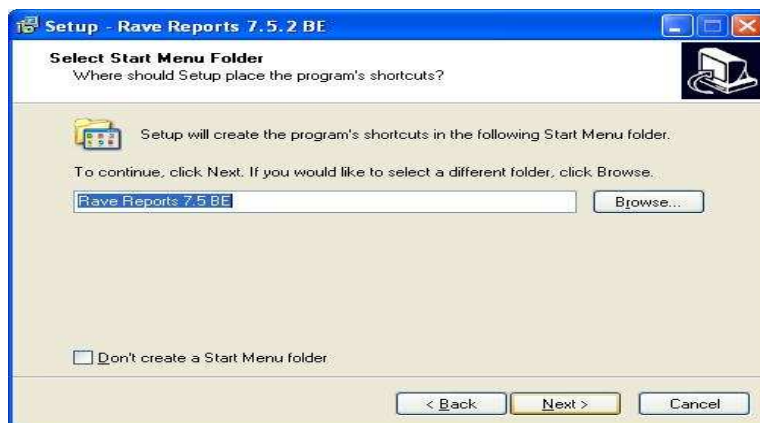 Setup - Rave Reports 7.5.2 BE
Select Start Menu Folder
Where should Setup place the program's shortcuts?
Setup will create the program's shortcuts in the following Start Menu folder.
To continue, click Next. If you would like to select a different folder, click Browse.
Rave Reports 7.5 BE Browse...
Don't create a Start Menu folder
< Back Next > Cancel